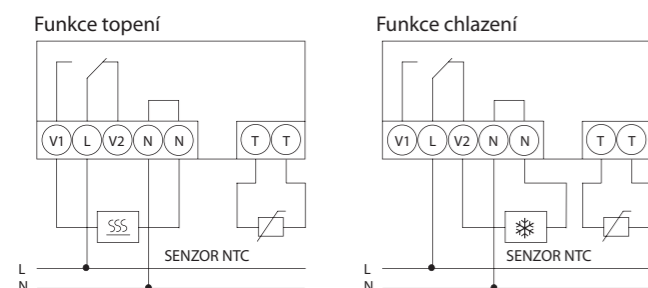 Funkce topení
V1 L V2 N N T T
SENZOR NTC
L
N
Funkce chlazení
V1 L V2 N N T T
SENZOR NTC
L
N